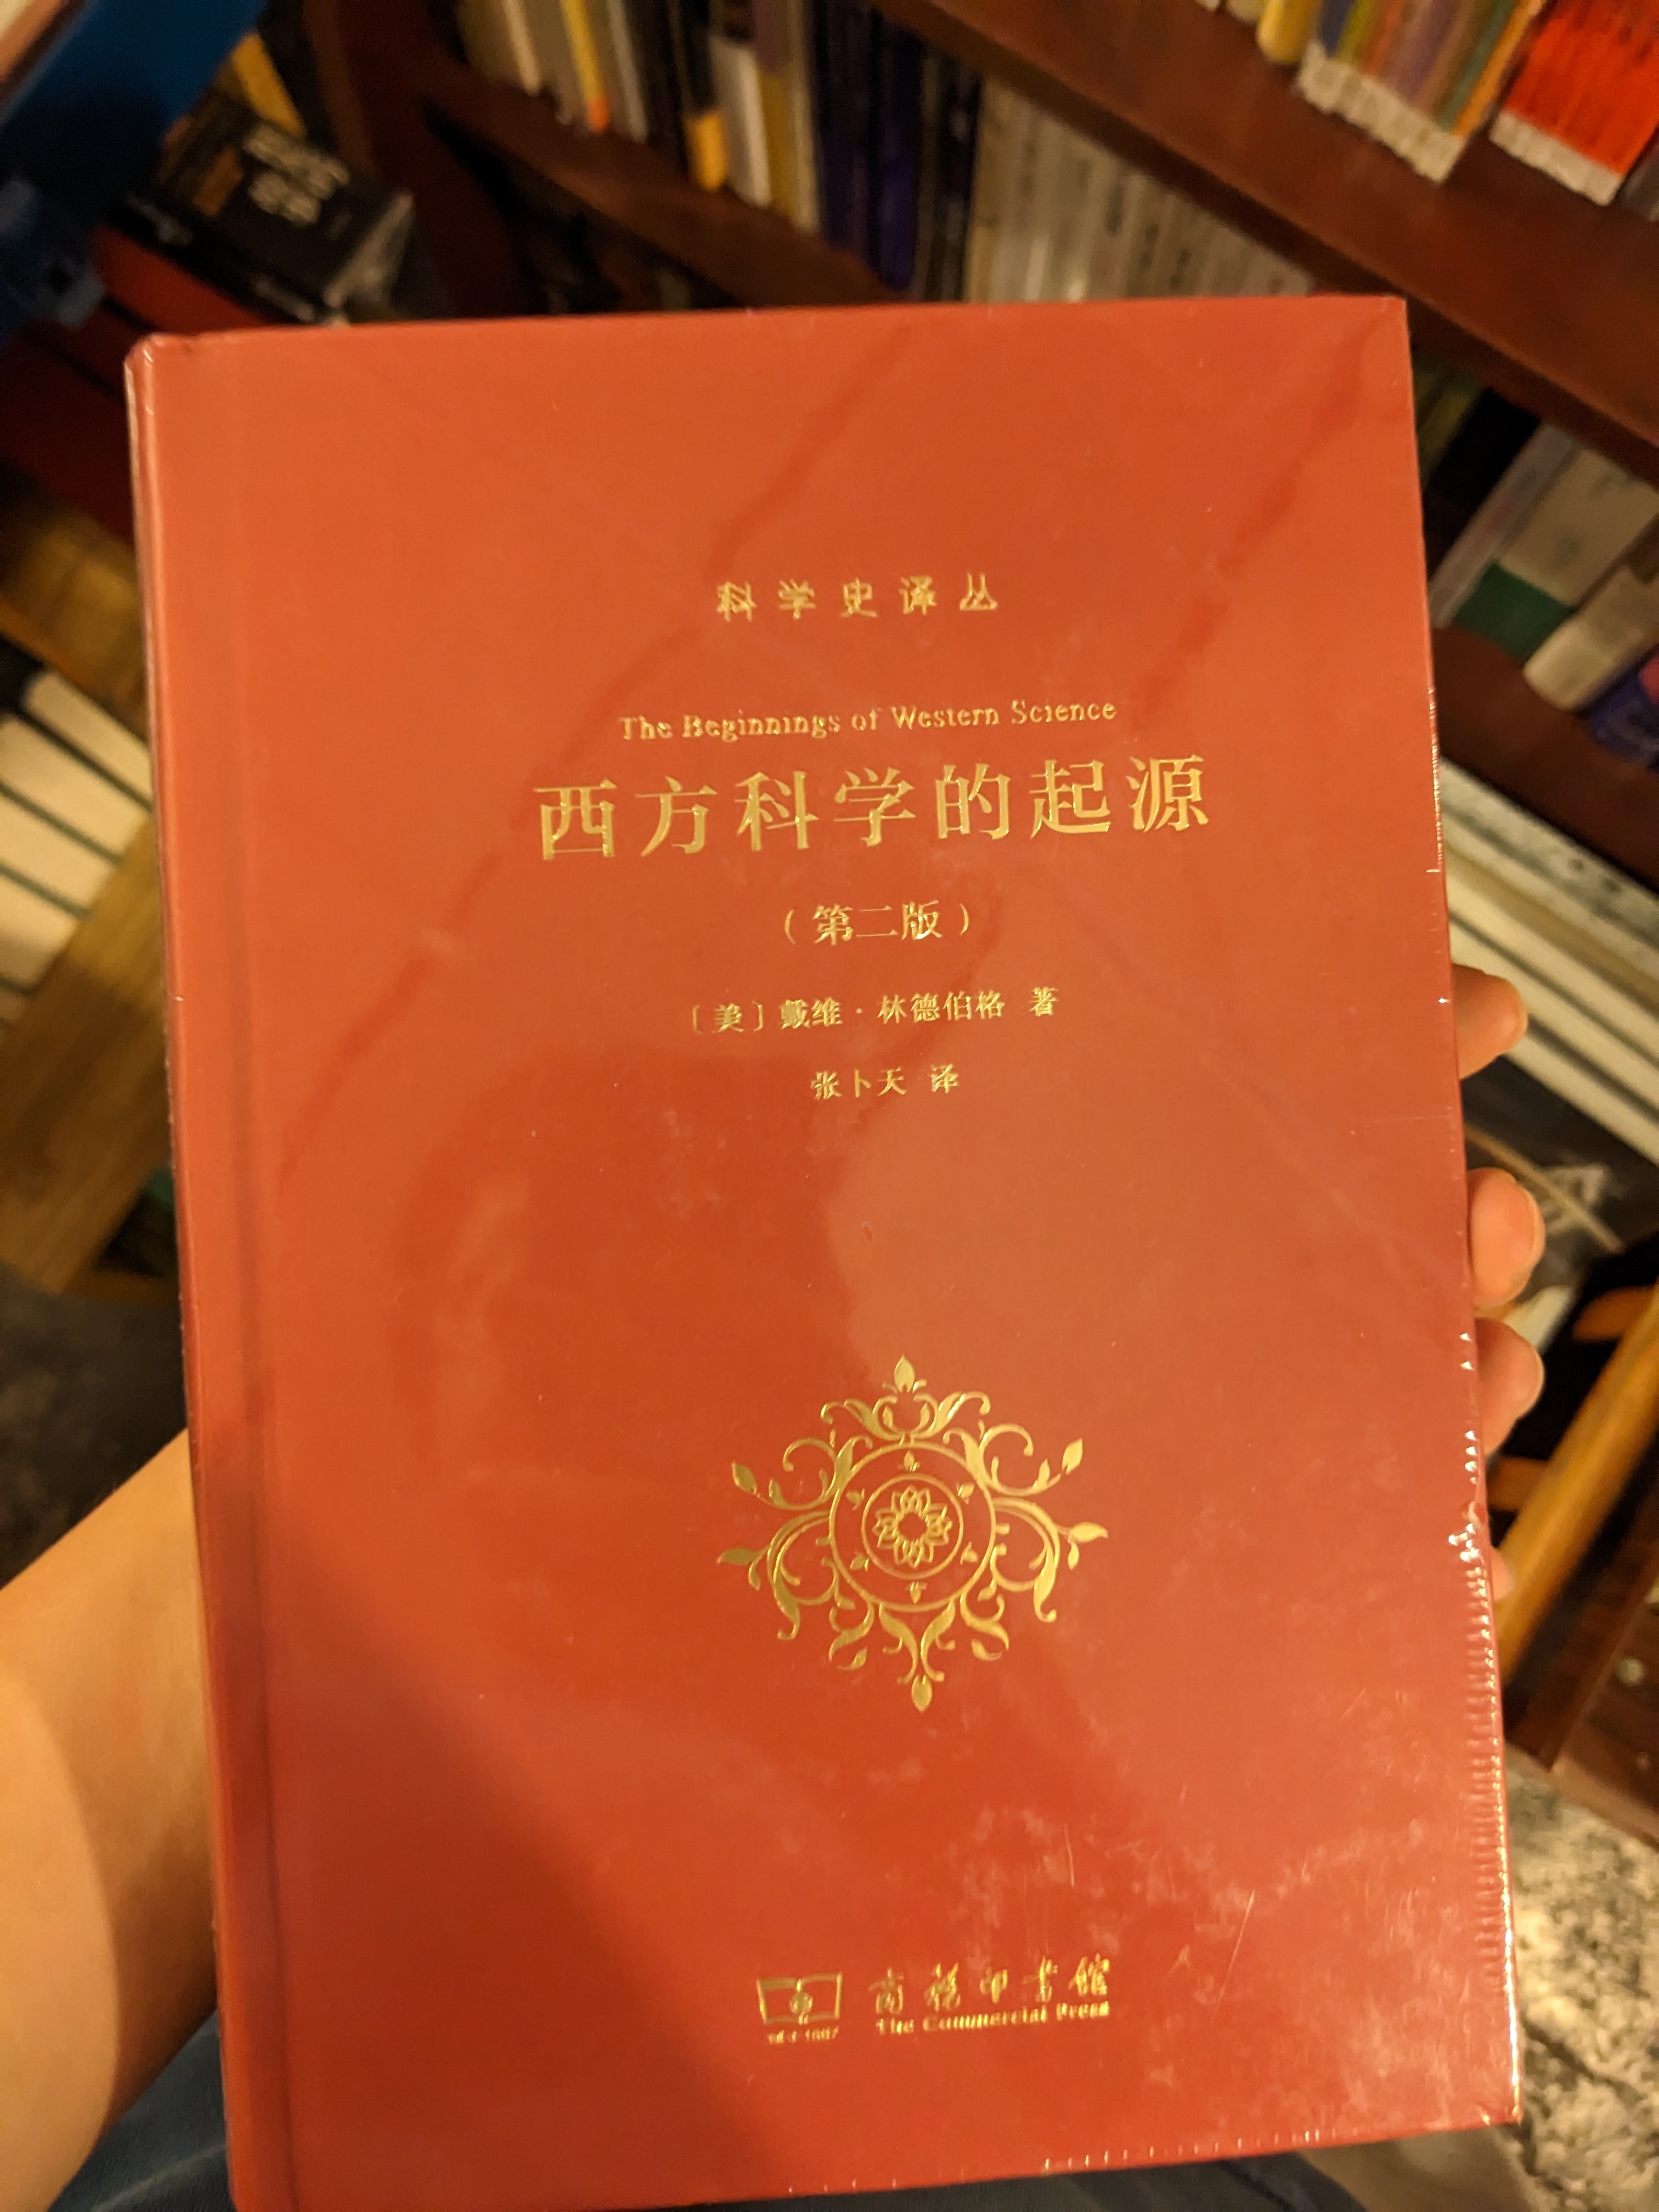 科学史译丛
The Beginnings of Western Science
西方科学的起源
（第二版）
〔美〕戴维·林德伯格 著
张卜天 译
商务印书馆
The Commercial Press